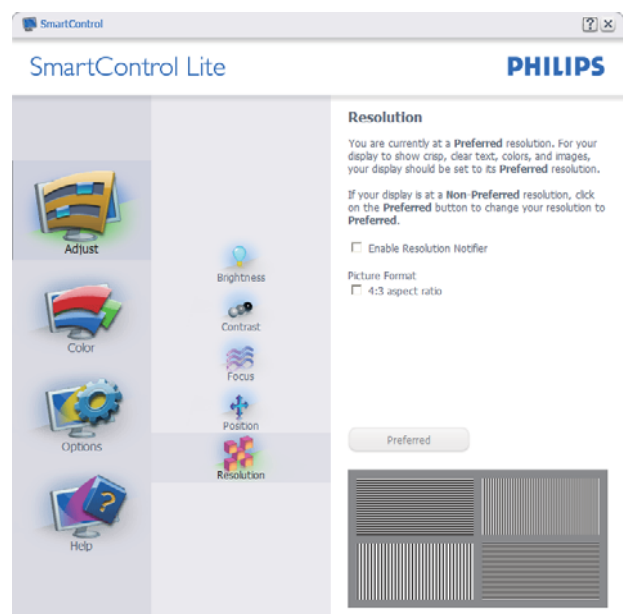 SmartControl
SmartControl Lite
PHILIPS
Adjust
Color
Options
Help
Brightness
Contrast
Focus
Position
Resolution
Resolution
You are currently at a Preferred resolution. For your
display to show crisp, clear text, colors, and images,
your display should be set to its Preferred resolution.
If your display is at a Non-Preferred resolution, click
on the Preferred button to change your resolution to
Preferred.
Enable Resolution Notifier
Picture Format
4:3 aspect ratio
Preferred